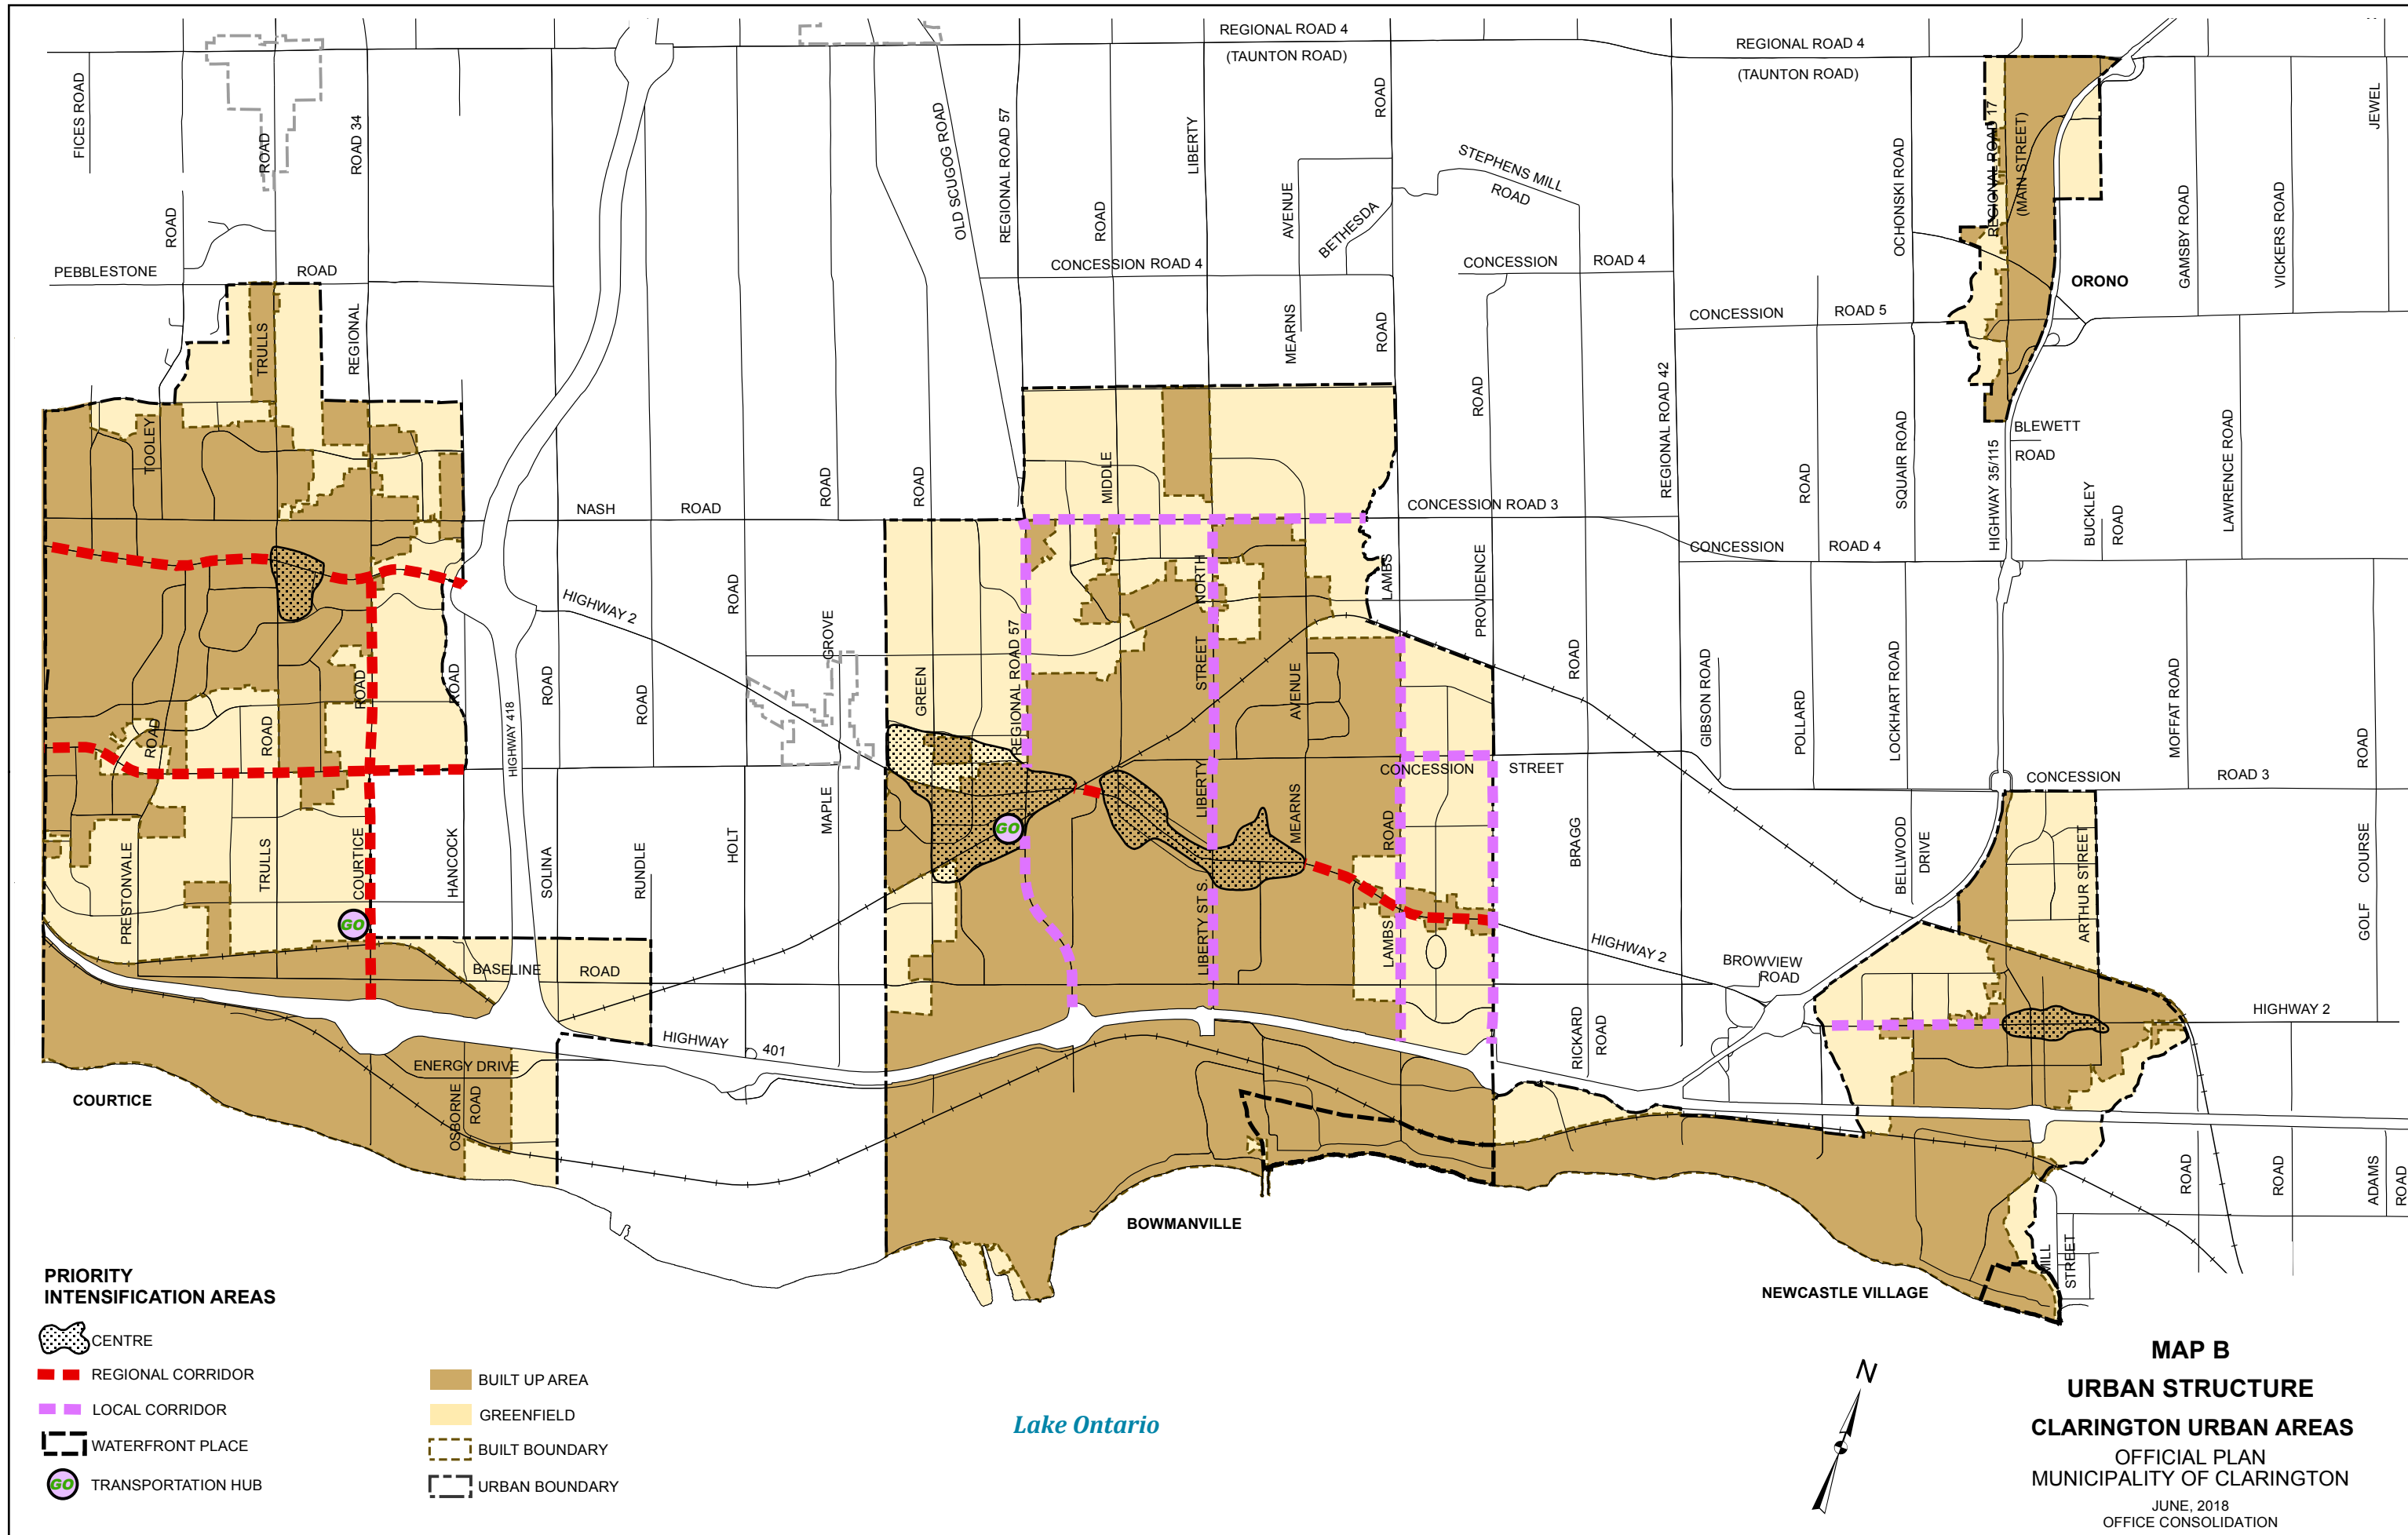 REGIONAL ROAD 4
(TAUNTON ROAD)
REGIONAL ROAD 4
(TAUNTON ROAD)
FICES ROAD
ROAD
ROAD 34
ROAD
OLD SCUGOG ROAD
REGIONAL ROAD 57
LIBERTY
ROAD
ROAD
AVENUE
BETHESDA
STEPHENS MILL
ROAD
OCHONSKI ROAD
REGIONAL ROAD 17
(MAIN STREET)
GAMSBY ROAD
VICKERS ROAD
JEWEL
PEBBLESTONE
ROAD
CONCESSION ROAD 4
CONCESSION
ROAD 4
ORONO
CONCESSION
ROAD 5
TRULLS
REGIONAL
MEARNS
ROAD
ROAD
REGIONAL ROAD 42
TOOLEY
MIDDLE
ROAD
ROAD
ROAD
SQUAIR ROAD
HIGHWAY 35/115
BLEWETT
ROAD
BUCKLEY
ROAD
LAWRENCE ROAD
NASH
ROAD
CONCESSION ROAD 3
CONCESSION
ROAD 4
HIGHWAY 2
ROAD
GROVE
NORTH
LAMBS
PROVIDENCE
ROAD
ROAD
ROAD
ROAD
ROAD
HIGHWAY 418
ROAD
ROAD
GREEN
REGIONAL ROAD 57
STREET
AVENUE
ROAD
GIBSON ROAD
POLLARD
LOCKHART ROAD
MOFFAT ROAD
ROAD
CONCESSION
STREET
CONCESSION
ROAD 3
PRESTONVALE
TRULLS
COURTICE
HANCOCK
SOLINA
RUNDLE
HOLT
MAPLE
GO
LIBERTY
MEARNS
ROAD
BRAGG
BELLWOOD
DRIVE
ARTHUR STREET
GOLF COURSE
GO
LIBERTY ST S.
LAMBS
HIGHWAY 2
BROWVIEW
ROAD
BASELINE
ROAD
HIGHWAY 2
HIGHWAY 401
RICKARD
ROAD
ENERGY DRIVE
OSBORNE
ROAD
COURTICE
BOWMANVILLE
NEWCASTLE VILLAGE
MILL
STREET
ROAD
ROAD
ADAMS
ROAD
PRIORITY
INTENSIFICATION AREAS
CENTRE
REGIONAL CORRIDOR
LOCAL CORRIDOR
WATERFRONT PLACE
GO TRANSPORTATION HUB
BUILT UP AREA
GREENFIELD
BUILT BOUNDARY
URBAN BOUNDARY
Lake Ontario
N
MAP B
URBAN STRUCTURE
CLARINGTON URBAN AREAS
OFFICIAL PLAN
MUNICIPALITY OF CLARINGTON
JUNE, 2018
OFFICE CONSOLIDATION